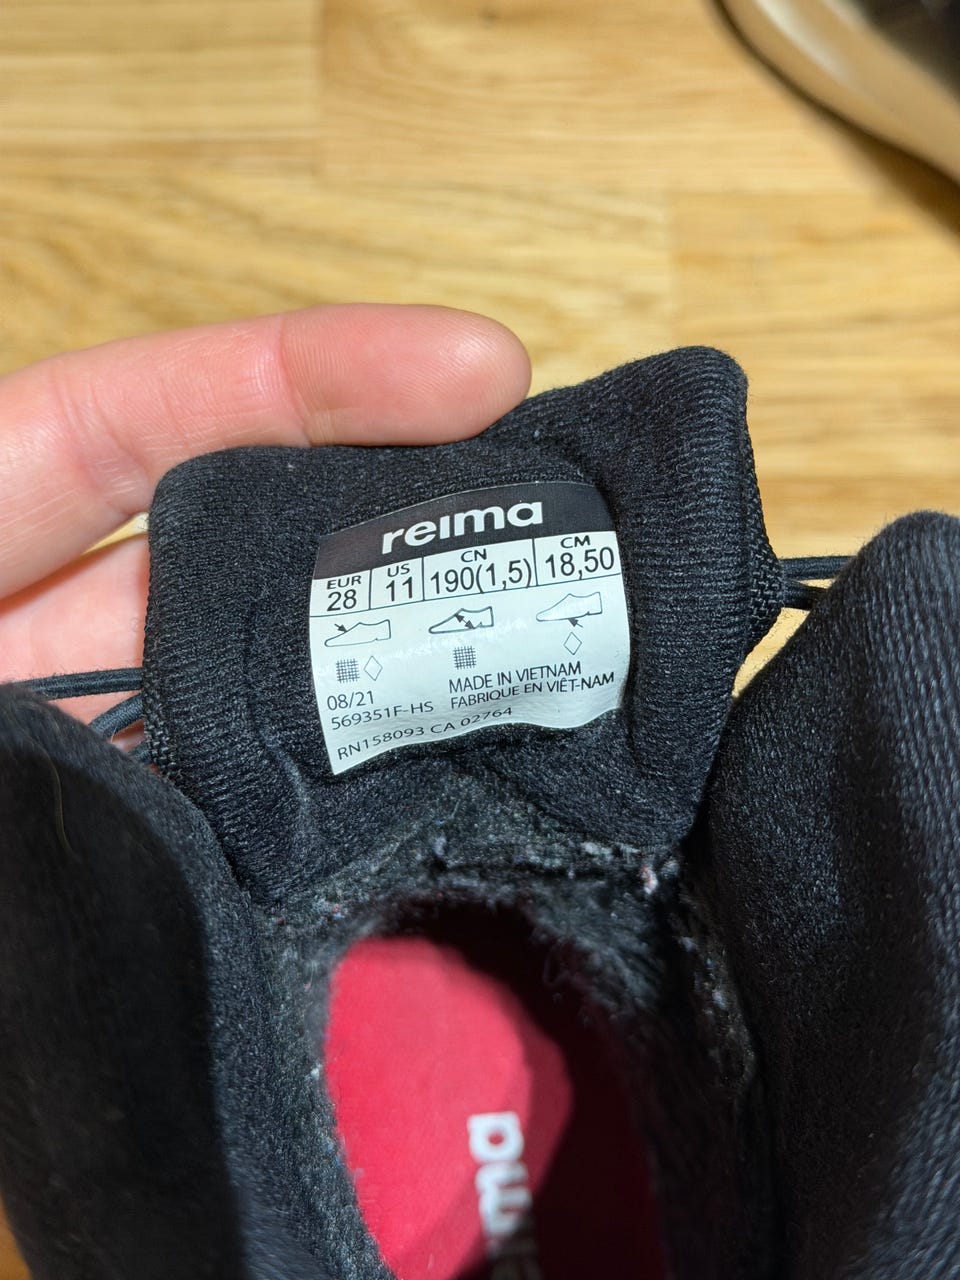 reima
EUR US CN CM
28 11 190(1,5) 18,50
08/21
569351F-HS
MADE IN VIETNAM
FABRIQUE EN VIÊT-NAM
RN158093 CA 02764